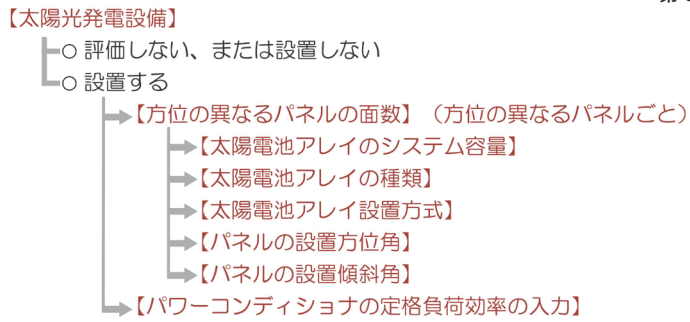 【太陽光発電設備】
○ 評価しない、または設置しない
○ 設置する
【方位の異なるパネルの面数】（方位の異なるパネルごと）
【太陽電池アレイのシステム容量】
【太陽電池アレイの種類】
【太陽電池アレイ設置方式】
【パネルの設置方位角】
【パネルの設置傾斜角】
【パワーコンディショナの定格負荷効率の入力】